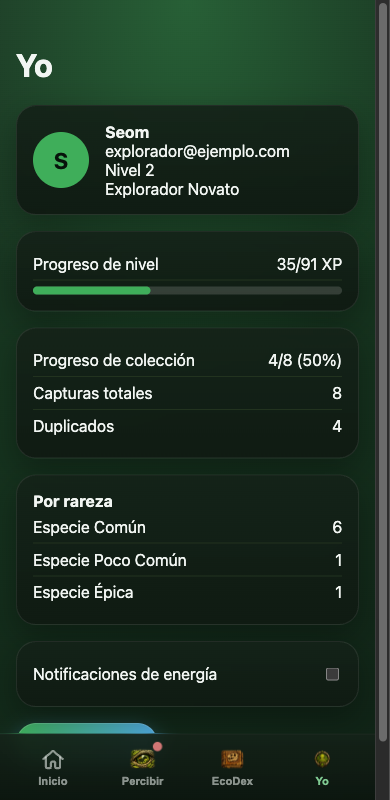 Yo
S
Seom
explorador@ejemplo.com
Nivel 2
Explorador Novato
Progreso de nivel 35/91 XP
Progreso de colección 4/8 (50%)
Capturas totales 8
Duplicados 4
Por rareza
Especie Común 6
Especie Poco Común 1
Especie Épica 1
Notificaciones de energía
Inicio Percibir EcoDex Yo